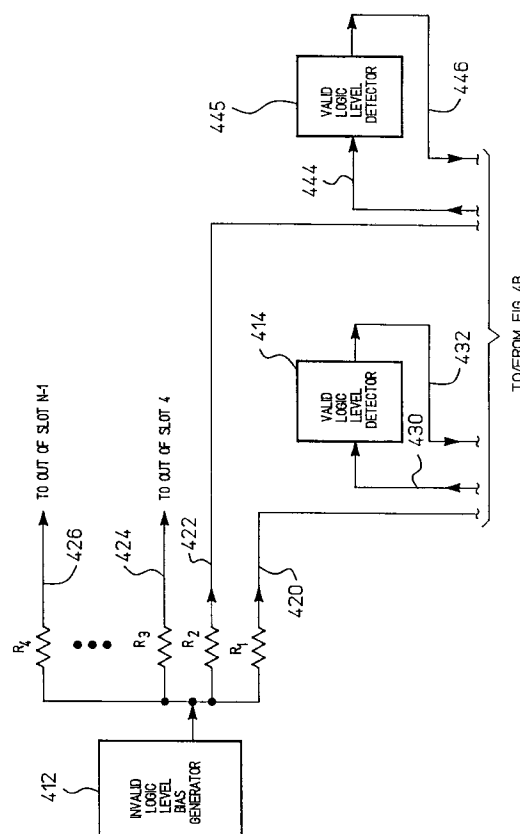 TO OUT OF SLOT N-1
426
R4
TO OUT OF SLOT 4
424
R3
422
R2
420
R1
412
INVALID
LOGIC
LEVEL
BIAS
GENERATOR
414
VALID
LOGIC
LEVEL
DETECTOR
430
432
445
VALID
LOGIC
LEVEL
DETECTOR
444
446
TO/FROM FIG. 4B